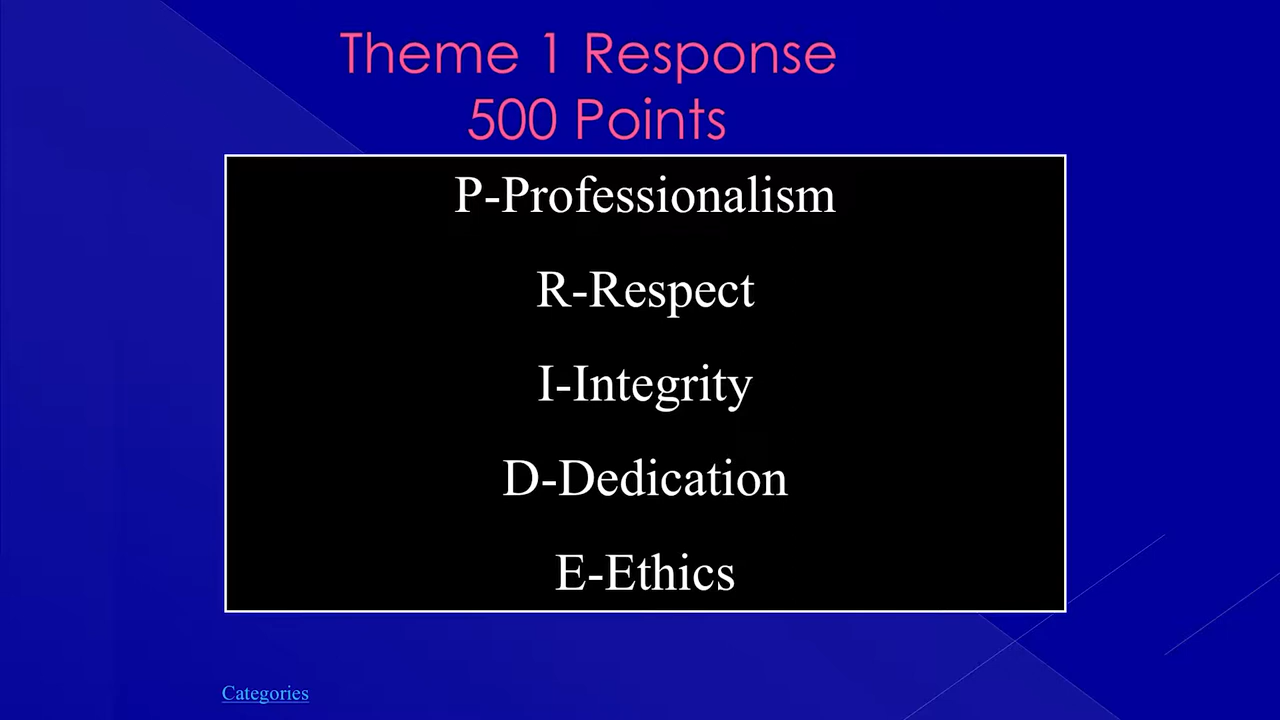 Theme 1 Response
500 Points
P-Professionalism
R-Respect
I-Integrity
D-Dedication
E-Ethics
Categories